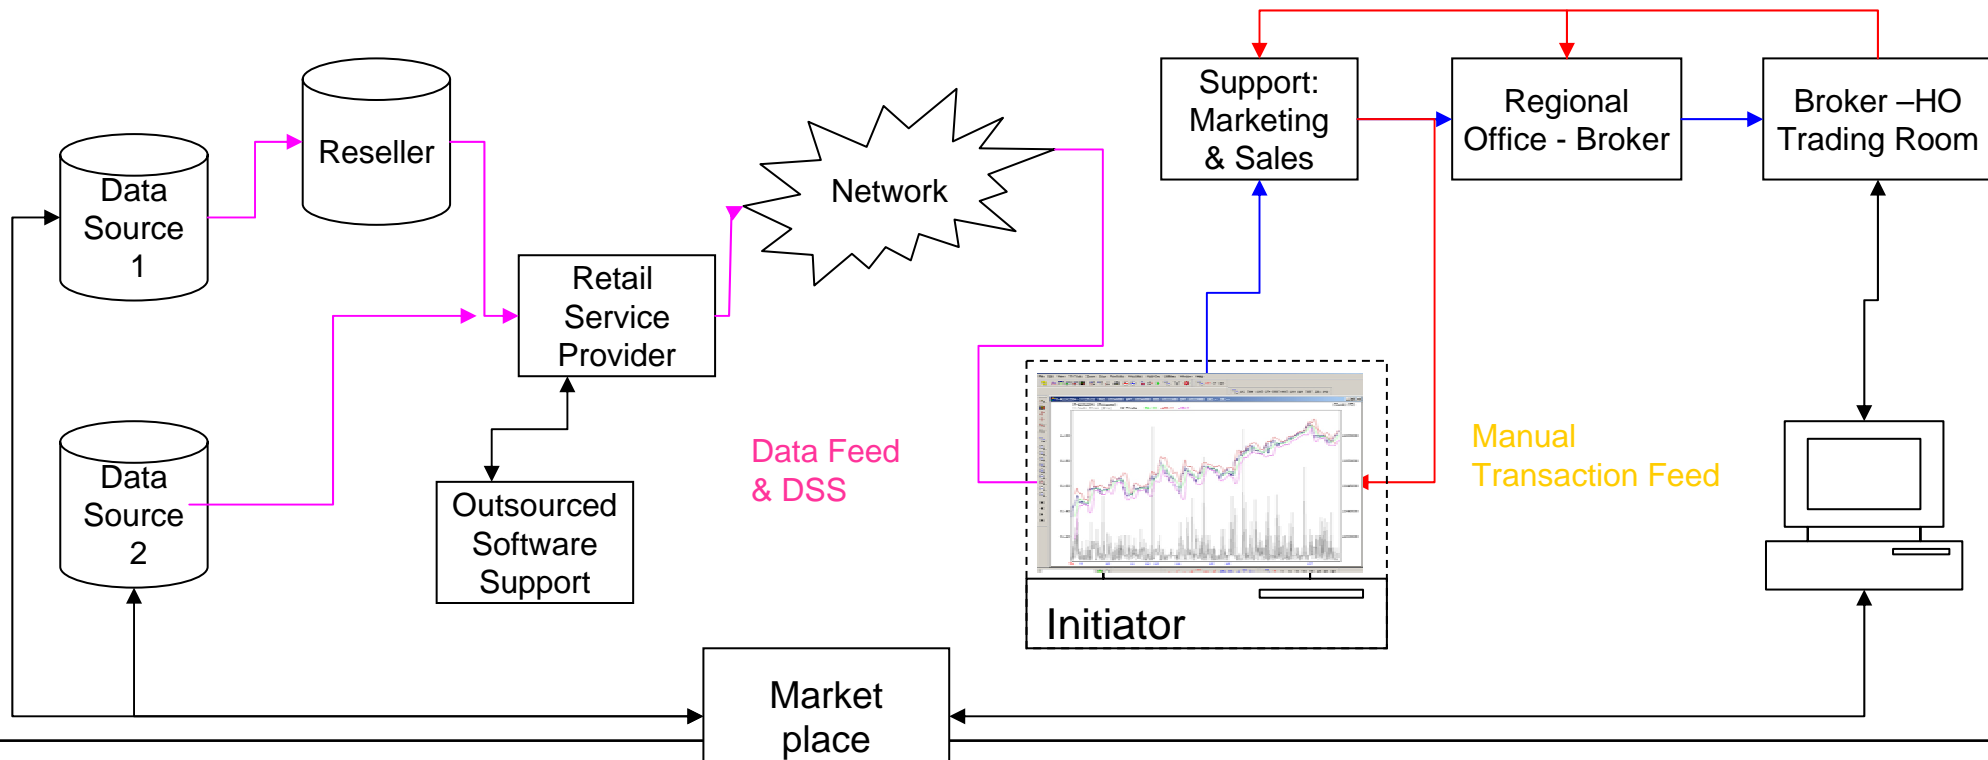 Support:
Marketing
& Sales
Regional
Office - Broker
Broker –HO
Trading Room
Reseller
Network
Data
Source
1
Retail
Service
Provider
Data Feed
& DSS
Manual
Transaction Feed
Data
Source
2
Outsourced
Software
Support
Initiator
Market
place